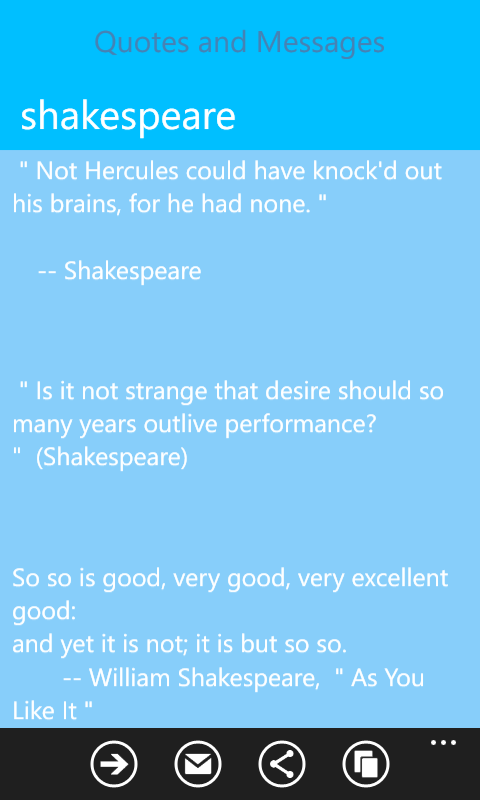 Quotes and Messages
shakespeare
" Not Hercules could have knock'd out
his brains, for he had none. "
-- Shakespeare
" Is it not strange that desire should so
many years outlive performance?
" (Shakespeare)
So so is good, very good, very excellent
good:
and yet it is not; it is but so so.
-- William Shakespeare, " As You
Like It "